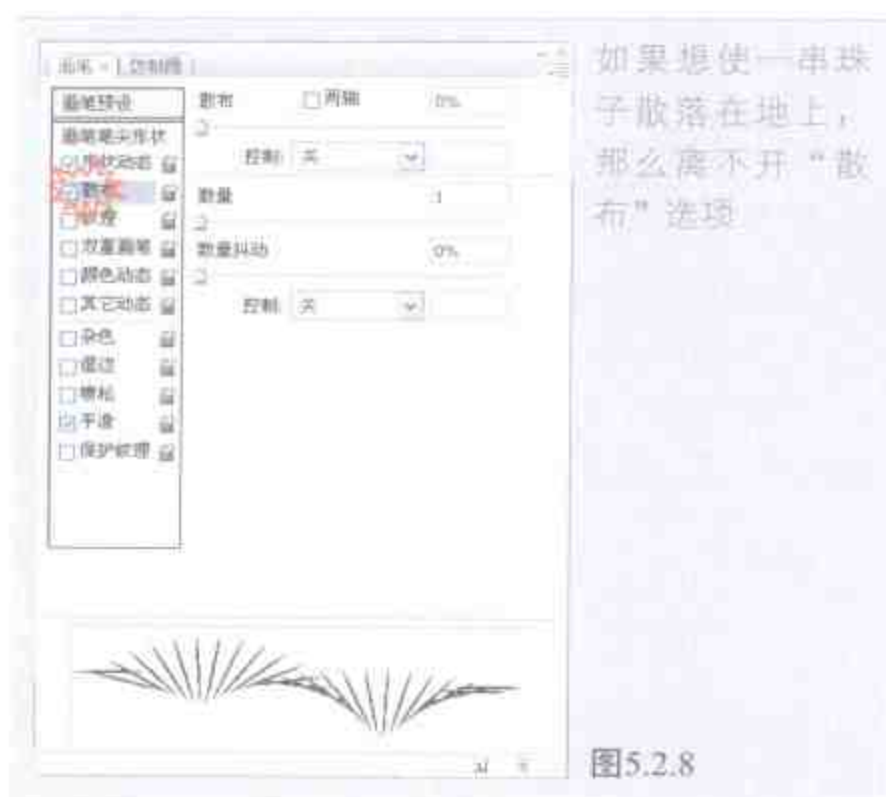 画笔 × 仿制源
画笔预设
画笔笔尖形状
形状动态
散布
纹理
双重画笔
颜色动态
其它动态
杂色
湿边
喷枪
平滑
保护纹理
散布 两轴 0%
控制: 关
数量 1
数量抖动 0%
控制: 关
如果想使一串珠
子散落在地上，
那么离不开“散
布”选项
图5.2.8